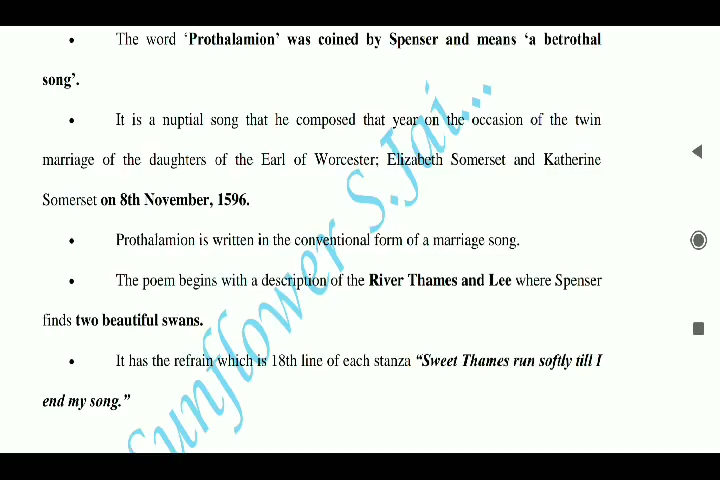 • The word ‘Prothalamion’ was coined by Spenser and means ‘a betrothal
song’.
• It is a nuptial song that he composed that year on the occasion of the twin
marriage of the daughters of the Earl of Worcester; Elizabeth Somerset and Katherine
Somerset on 8th November, 1596.
• Prothalamion is written in the conventional form of a marriage song.
• The poem begins with a description of the River Thames and Lee where Spenser
finds two beautiful swans.
• It has the refrain which is 18th line of each stanza “Sweet Thames run softly till I
end my song.”
Sunflower S.Jai...